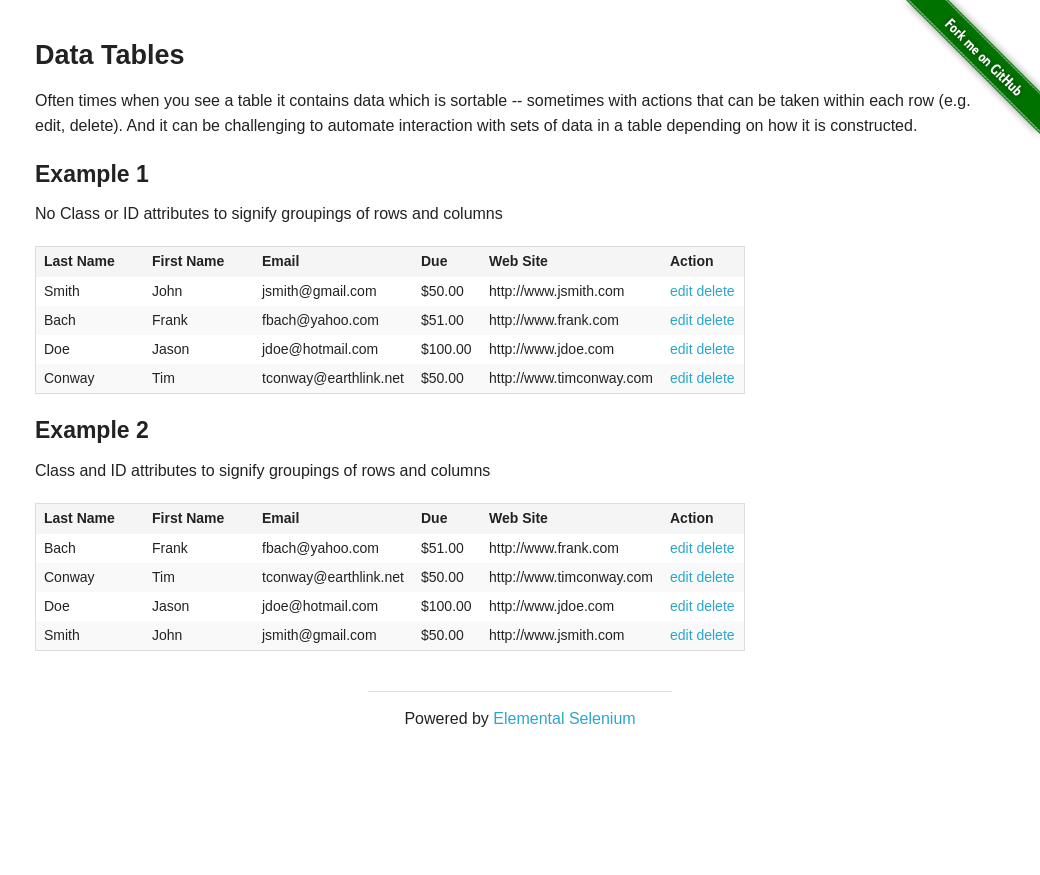 Fork me on GitHub
Data Tables
Often times when you see a table it contains data which is sortable -- sometimes with actions that can be taken within each row (e.g.
edit, delete). And it can be challenging to automate interaction with sets of data in a table depending on how it is constructed.
Example 1
No Class or ID attributes to signify groupings of rows and columns
Last Name First Name Email Due Web Site Action
Smith John jsmith@gmail.com $50.00 http://www.jsmith.com edit delete
Bach Frank fbach@yahoo.com $51.00 http://www.frank.com edit delete
Doe Jason jdoe@hotmail.com $100.00 http://www.jdoe.com edit delete
Conway Tim tconway@earthlink.net $50.00 http://www.timconway.com edit delete
Example 2
Class and ID attributes to signify groupings of rows and columns
Last Name First Name Email Due Web Site Action
Bach Frank fbach@yahoo.com $51.00 http://www.frank.com edit delete
Conway Tim tconway@earthlink.net $50.00 http://www.timconway.com edit delete
Doe Jason jdoe@hotmail.com $100.00 http://www.jdoe.com edit delete
Smith John jsmith@gmail.com $50.00 http://www.jsmith.com edit delete
Powered by Elemental Selenium